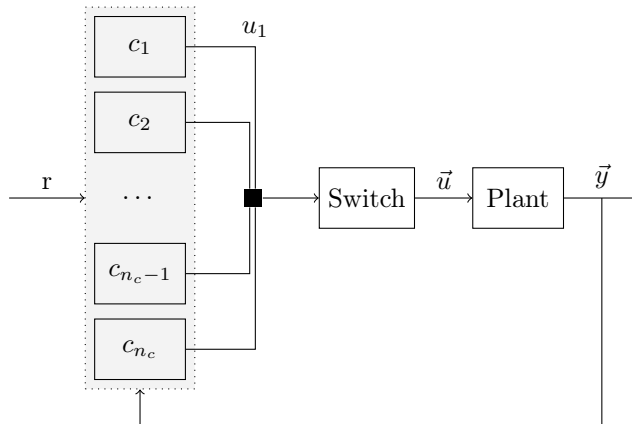 c₁
u₁
c₂
r
⋯
Switch
u⃗
Plant
y⃗
c_{n_c−1}
c_{n_c}